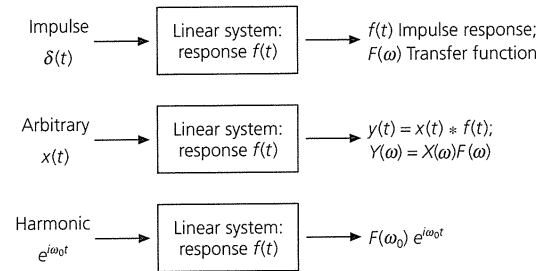 Impulse
δ(t)
Linear system:
response f(t)
f(t) Impulse response;
F(ω) Transfer function
Arbitrary
x(t)
Linear system:
response f(t)
y(t) = x(t) * f(t);
Y(ω) = X(ω)F(ω)
Harmonic
e^{iω₀t}
Linear system:
response f(t)
F(ω₀) e^{iω₀t}